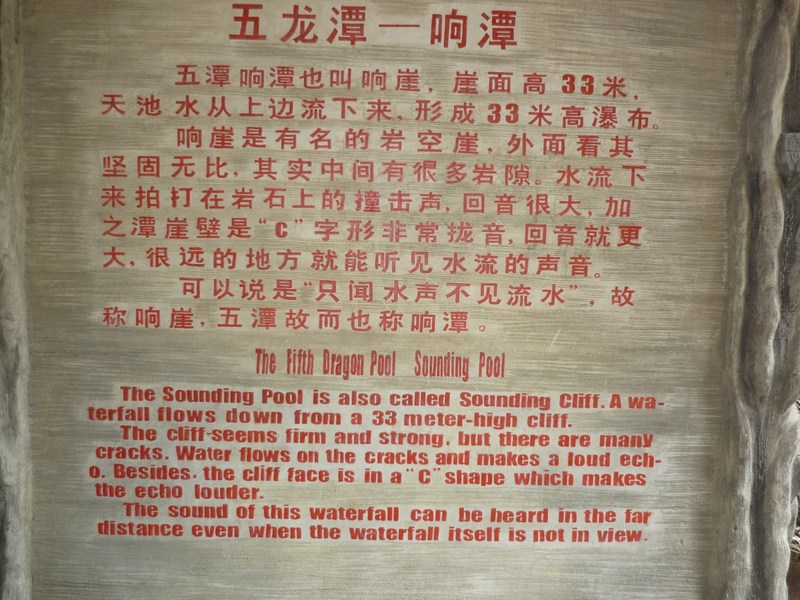 五龙潭—响潭
五潭响潭也叫响崖，崖面高 33 米，
天池水从上边流下来，形成 33 米高瀑布。
响崖是有名的岩空崖，外面看其
坚固无比，其实中间有很多岩隙。水流下
来拍打在岩石上的撞击声，回音很大，加
之潭崖壁是“C”字形非常拢音，回音就更
大，很远的地方就能听见水流的声音。
可以说是“只闻水声不见流水”，故
称响崖，五潭故而也称响潭。
The Fifth Dragon Pool Sounding Pool
The Sounding Pool is also called Sounding Cliff. A wa-
terfall flows down from a 33 meter-high cliff.
The cliff-seems firm and strong, but there are many
cracks. Water flows on the cracks and makes a loud ech-
o. Besides. the cliff face is in a “C” shape which makes
the echo louder.
The sound of this waterfall can be heard in the far
distance even when the waterfall itself is not in view.